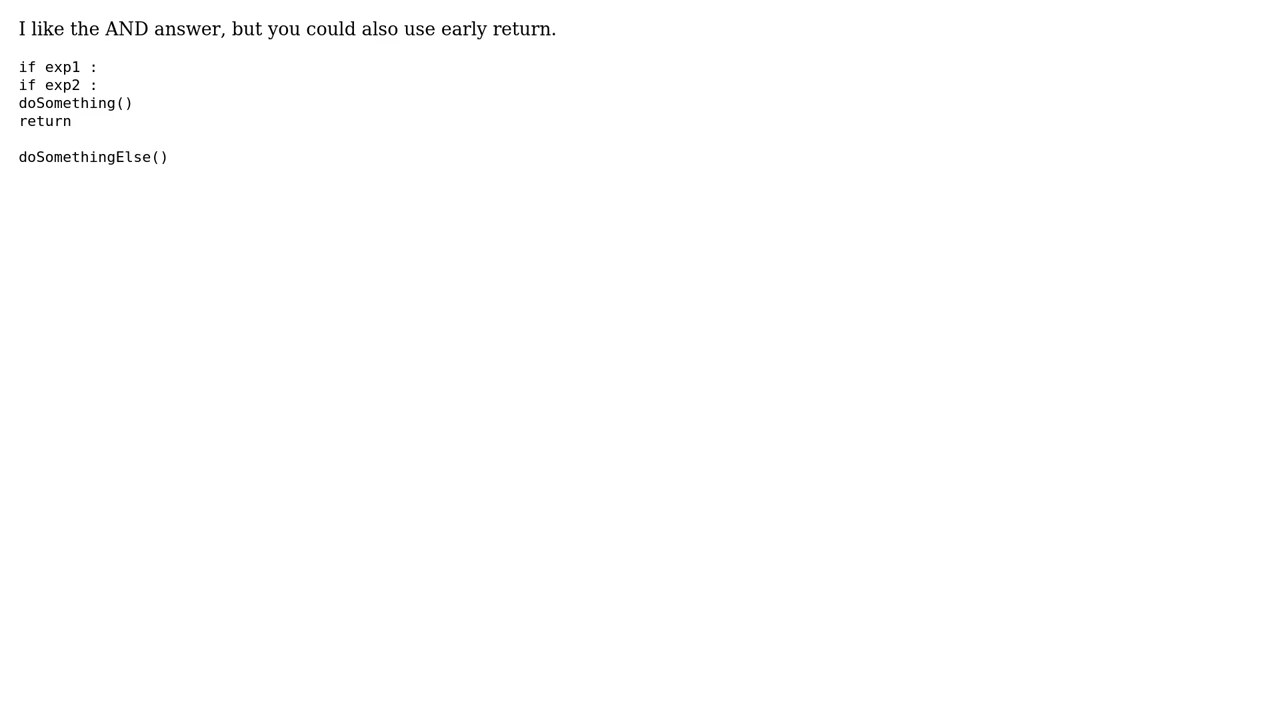 I like the AND answer, but you could also use early return.
if exp1 :
if exp2 :
doSomething()
return
doSomethingElse()